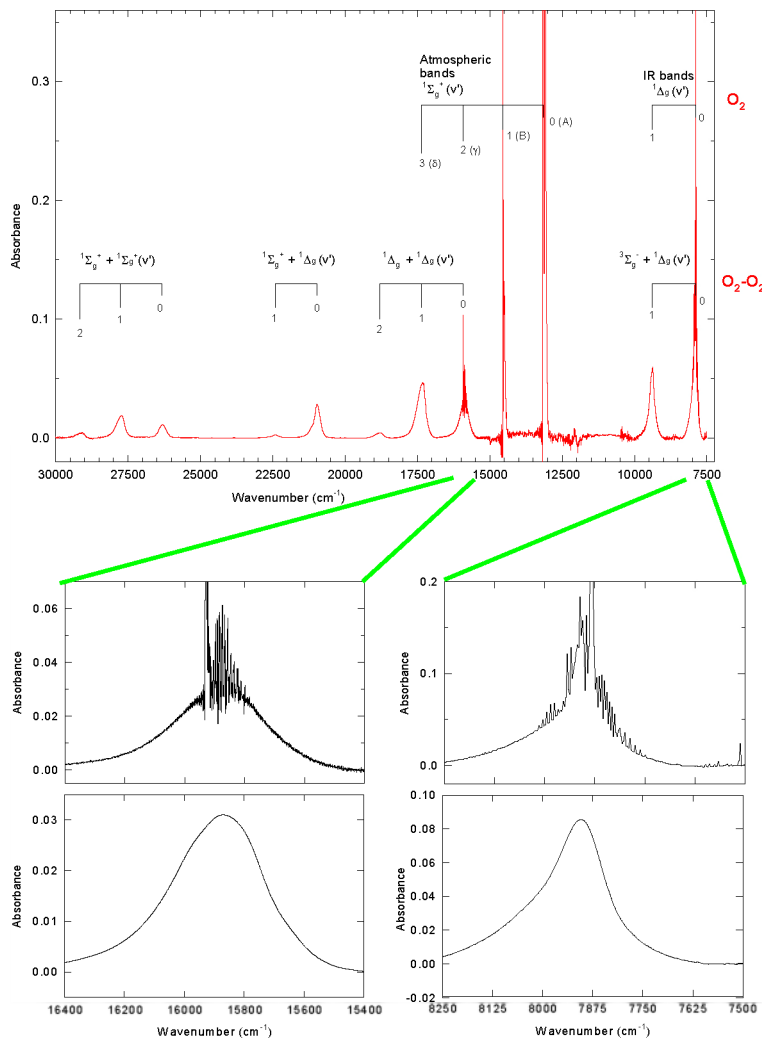 Atmospheric
bands
¹Σg⁺(v')
IR bands
¹Δg(v')
O₂
0
1
0 (A)
1 (B)
2 (γ)
3 (δ)
¹Σg⁺ + ¹Σg⁺(v')
¹Σg⁺ + ¹Δg(v')
¹Δg + ¹Δg(v')
³Σg⁻ + ¹Δg(v')
O₂-O₂
0
1
2
0
1
0
1
2
0
1
Absorbance
0.3
0.2
0.1
0.0
30000 27500 25000 22500 20000 17500 15000 12500 10000 7500
Wavenumber (cm⁻¹)
Absorbance
0.06
0.04
0.02
0.00
Absorbance
0.2
0.1
0.0
Absorbance
0.03
0.02
0.01
0.00
16400 16200 16000 15800 15600 15400
Wavenumber (cm⁻¹)
Absorbance
0.10
0.08
0.06
0.04
0.02
0.00
-0.02
8250 8125 8000 7875 7750 7625 7500
Wavenumber (cm⁻¹)